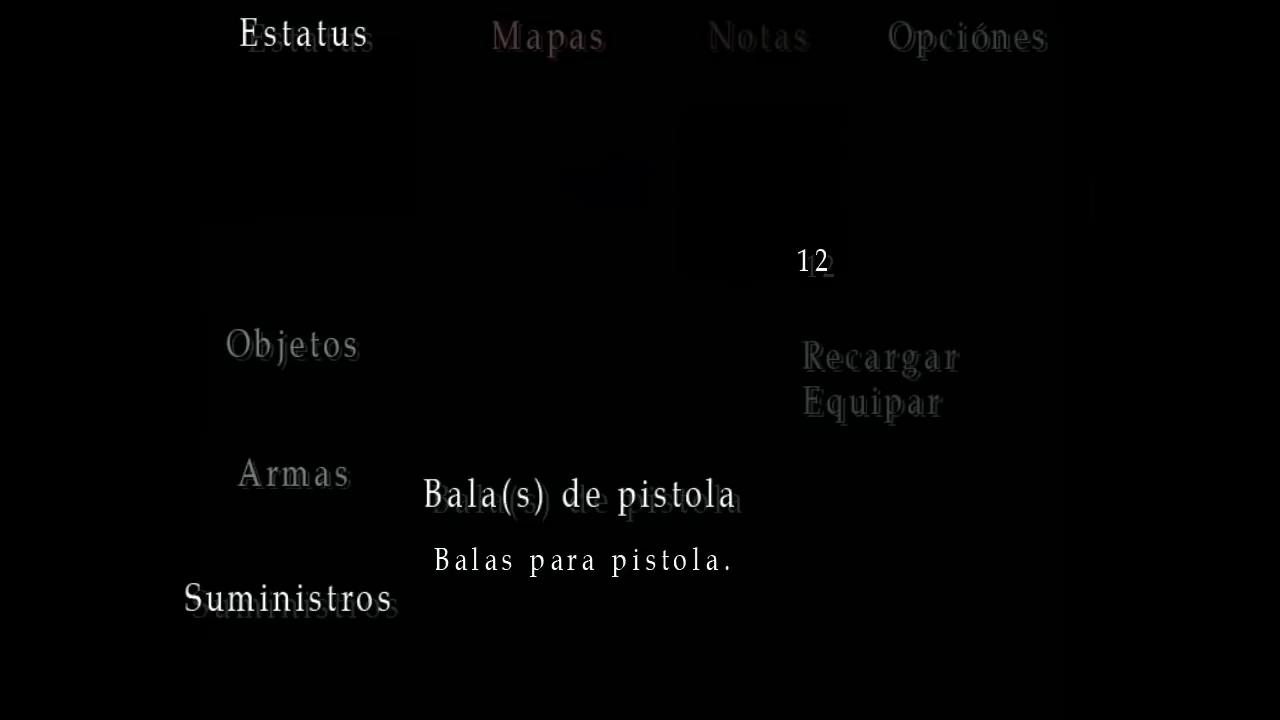 Estatus Mapas Notas Opciónes
12
Objetos
Recargar
Equipar
Armas
Bala(s) de pistola
Balas para pistola.
Suministros